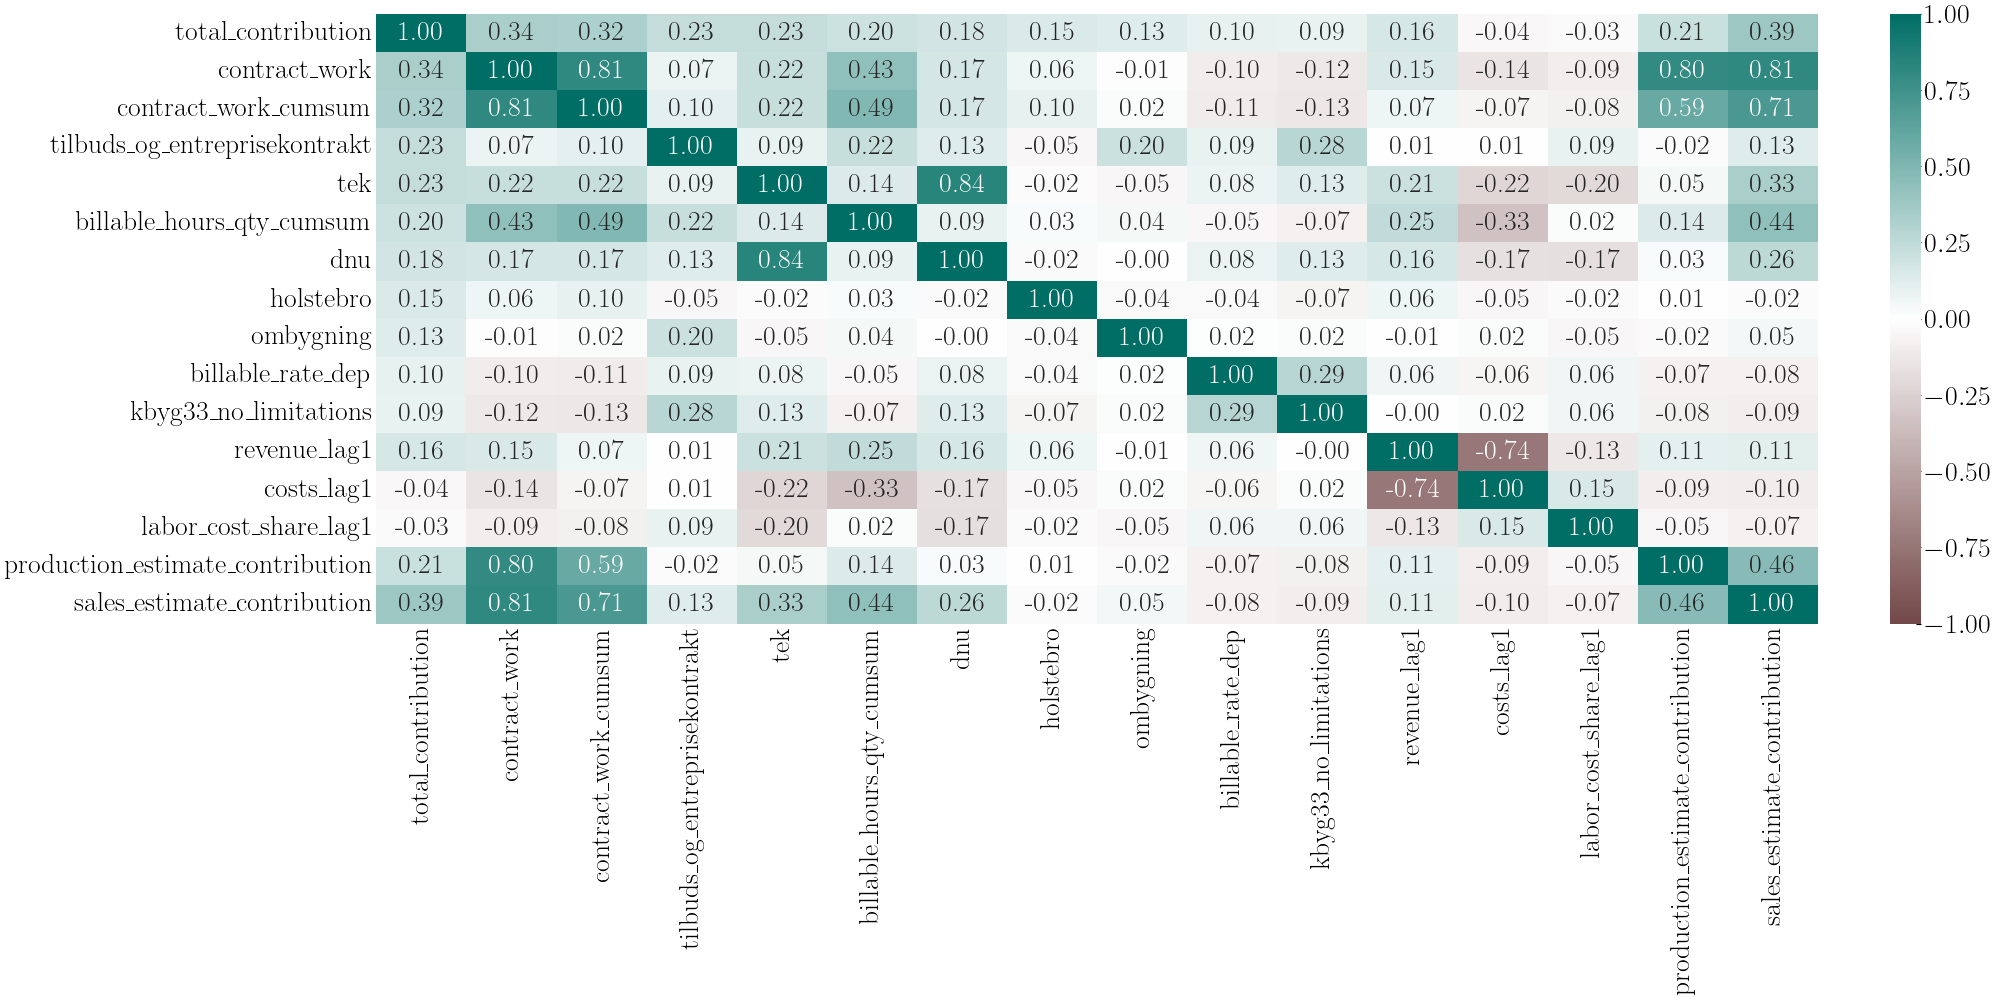 total_contribution 1.00 0.34 0.32 0.23 0.23 0.20 0.18 0.15 0.13 0.10 0.09 0.16 -0.04 -0.03 0.21 0.39
contract_work 0.34 1.00 0.81 0.07 0.22 0.43 0.17 0.06 -0.01 -0.10 -0.12 0.15 -0.14 -0.09 0.80 0.81
contract_work_cumsum 0.32 0.81 1.00 0.10 0.22 0.49 0.17 0.10 0.02 -0.11 -0.13 0.07 -0.07 -0.08 0.59 0.71
tilbuds_og_entreprisekontrakt 0.23 0.07 0.10 1.00 0.09 0.22 0.13 -0.05 0.20 0.09 0.28 0.01 0.01 0.09 -0.02 0.13
tek 0.23 0.22 0.22 0.09 1.00 0.14 0.84 -0.02 -0.05 0.08 0.13 0.21 -0.22 -0.20 0.05 0.33
billable_hours_qty_cumsum 0.20 0.43 0.49 0.22 0.14 1.00 0.09 0.03 0.04 -0.05 -0.07 0.25 -0.33 0.02 0.14 0.44
dnu 0.18 0.17 0.17 0.13 0.84 0.09 1.00 -0.02 -0.00 0.08 0.13 0.16 -0.17 -0.17 0.03 0.26
holstebro 0.15 0.06 0.10 -0.05 -0.02 0.03 -0.02 1.00 -0.04 -0.04 -0.07 0.06 -0.05 -0.02 0.01 -0.02
ombygning 0.13 -0.01 0.02 0.20 -0.05 0.04 -0.00 -0.04 1.00 0.02 0.02 -0.01 0.02 -0.05 -0.02 0.05
billable_rate_dep 0.10 -0.10 -0.11 0.09 0.08 -0.05 0.08 -0.04 0.02 1.00 0.29 0.06 -0.06 0.06 -0.07 -0.08
kbyg33_no_limitations 0.09 -0.12 -0.13 0.28 0.13 -0.07 0.13 -0.07 0.02 0.29 1.00 -0.00 0.02 0.06 -0.08 -0.09
revenue_lag1 0.16 0.15 0.07 0.01 0.21 0.25 0.16 0.06 -0.01 0.06 -0.00 1.00 -0.74 -0.13 0.11 0.11
costs_lag1 -0.04 -0.14 -0.07 0.01 -0.22 -0.33 -0.17 -0.05 0.02 -0.06 0.02 -0.74 1.00 0.15 -0.09 -0.10
labor_cost_share_lag1 -0.03 -0.09 -0.08 0.09 -0.20 0.02 -0.17 -0.02 -0.05 0.06 0.06 -0.13 0.15 1.00 -0.05 -0.07
production_estimate_contribution 0.21 0.80 0.59 -0.02 0.05 0.14 0.03 0.01 -0.02 -0.07 -0.08 0.11 -0.09 -0.05 1.00 0.46
sales_estimate_contribution 0.39 0.81 0.71 0.13 0.33 0.44 0.26 -0.02 0.05 -0.08 -0.09 0.11 -0.10 -0.07 0.46 1.00
total_contribution
contract_work
contract_work_cumsum
tilbuds_og_entreprisekontrakt
tek
billable_hours_qty_cumsum
dnu
holstebro
ombygning
billable_rate_dep
kbyg33_no_limitations
revenue_lag1
costs_lag1
labor_cost_share_lag1
production_estimate_contribution
sales_estimate_contribution
1.00
0.75
0.50
0.25
0.00
−0.25
−0.50
−0.75
−1.00